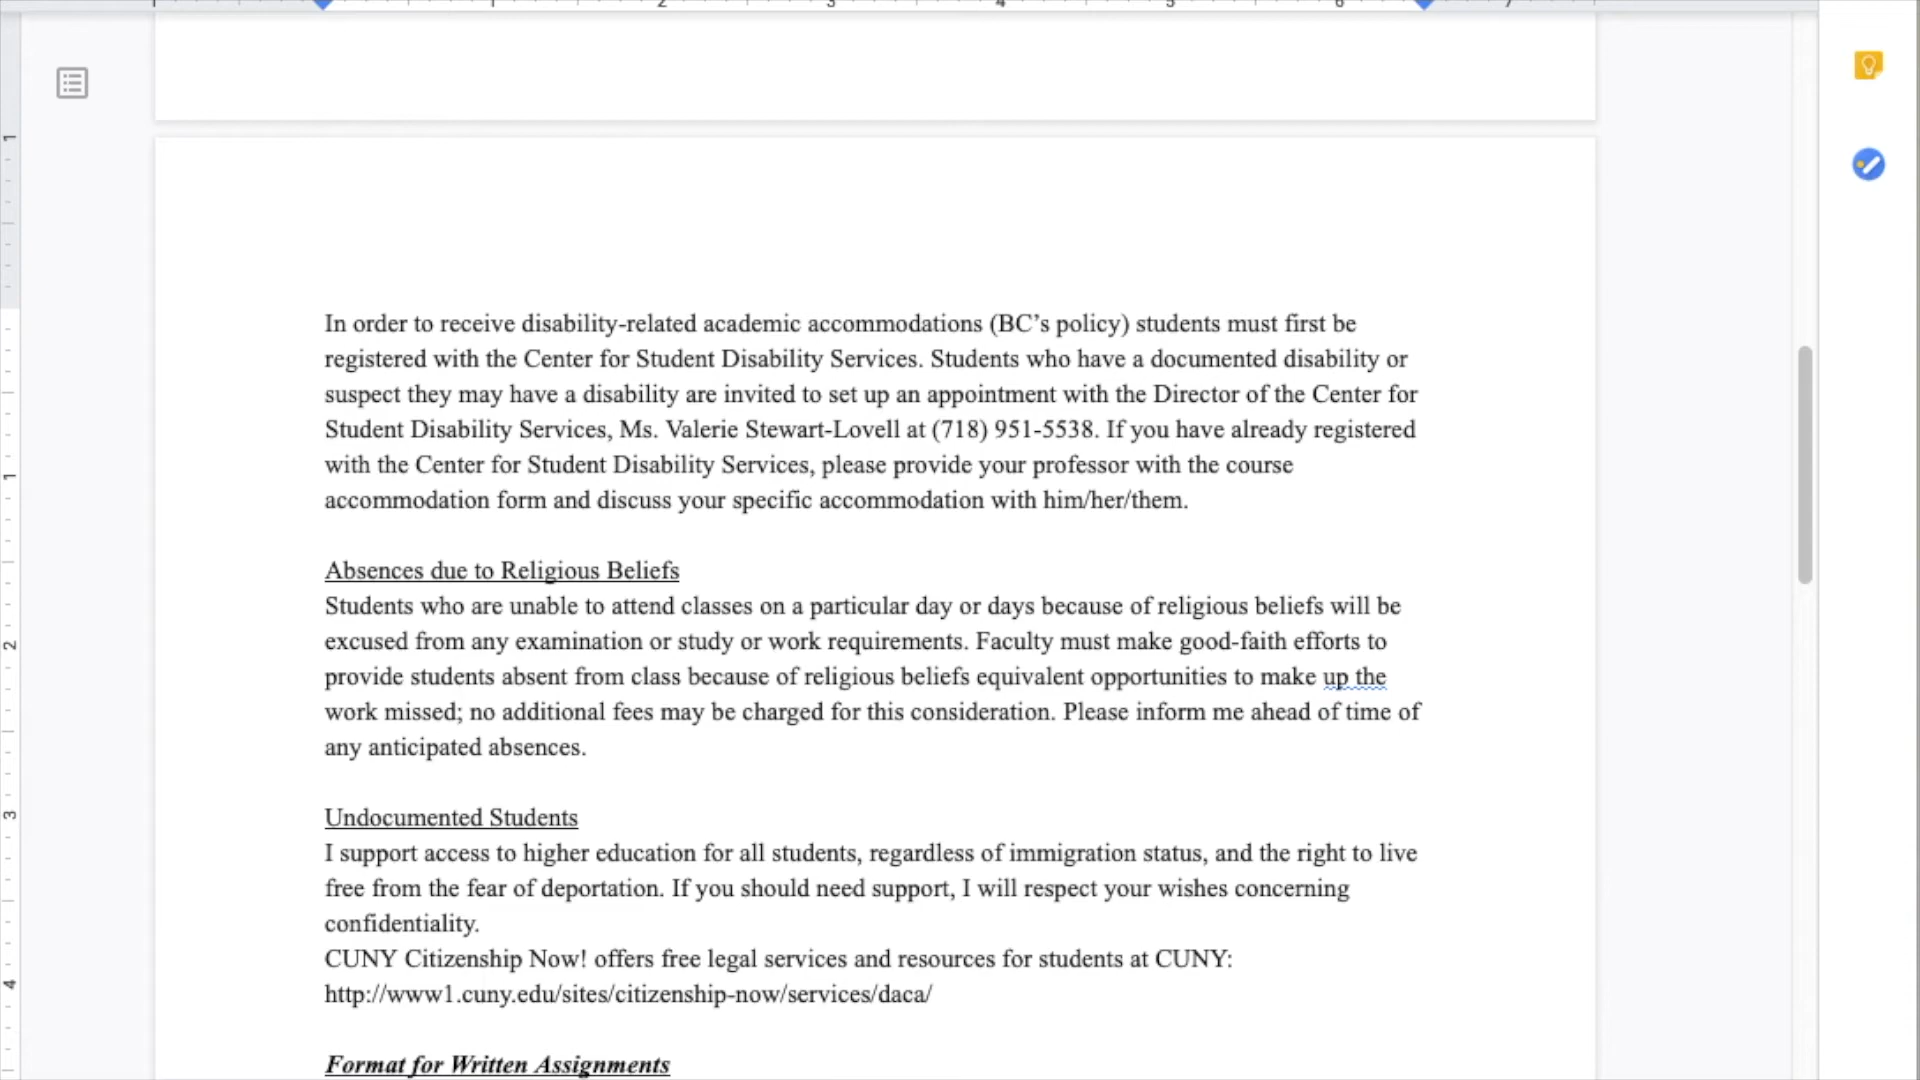 2
3
4
5
6
7
1
In order to receive disability-related academic accommodations (BC’s policy) students must first be
registered with the Center for Student Disability Services. Students who have a documented disability or
suspect they may have a disability are invited to set up an appointment with the Director of the Center for
Student Disability Services, Ms. Valerie Stewart-Lovell at (718) 951-5538. If you have already registered
with the Center for Student Disability Services, please provide your professor with the course
accommodation form and discuss your specific accommodation with him/her/them.
1
Absences due to Religious Beliefs
Students who are unable to attend classes on a particular day or days because of religious beliefs will be
excused from any examination or study or work requirements. Faculty must make good-faith efforts to
2
provide students absent from class because of religious beliefs equivalent opportunities to make up the
work missed; no additional fees may be charged for this consideration. Please inform me ahead of time of
any anticipated absences.
3
Undocumented Students
I support access to higher education for all students, regardless of immigration status, and the right to live
free from the fear of deportation. If you should need support, I will respect your wishes concerning
confidentiality.
CUNY Citizenship Now! offers free legal services and resources for students at CUNY:
4
http://www1.cuny.edu/sites/citizenship-now/services/daca/
Format for Written Assignments